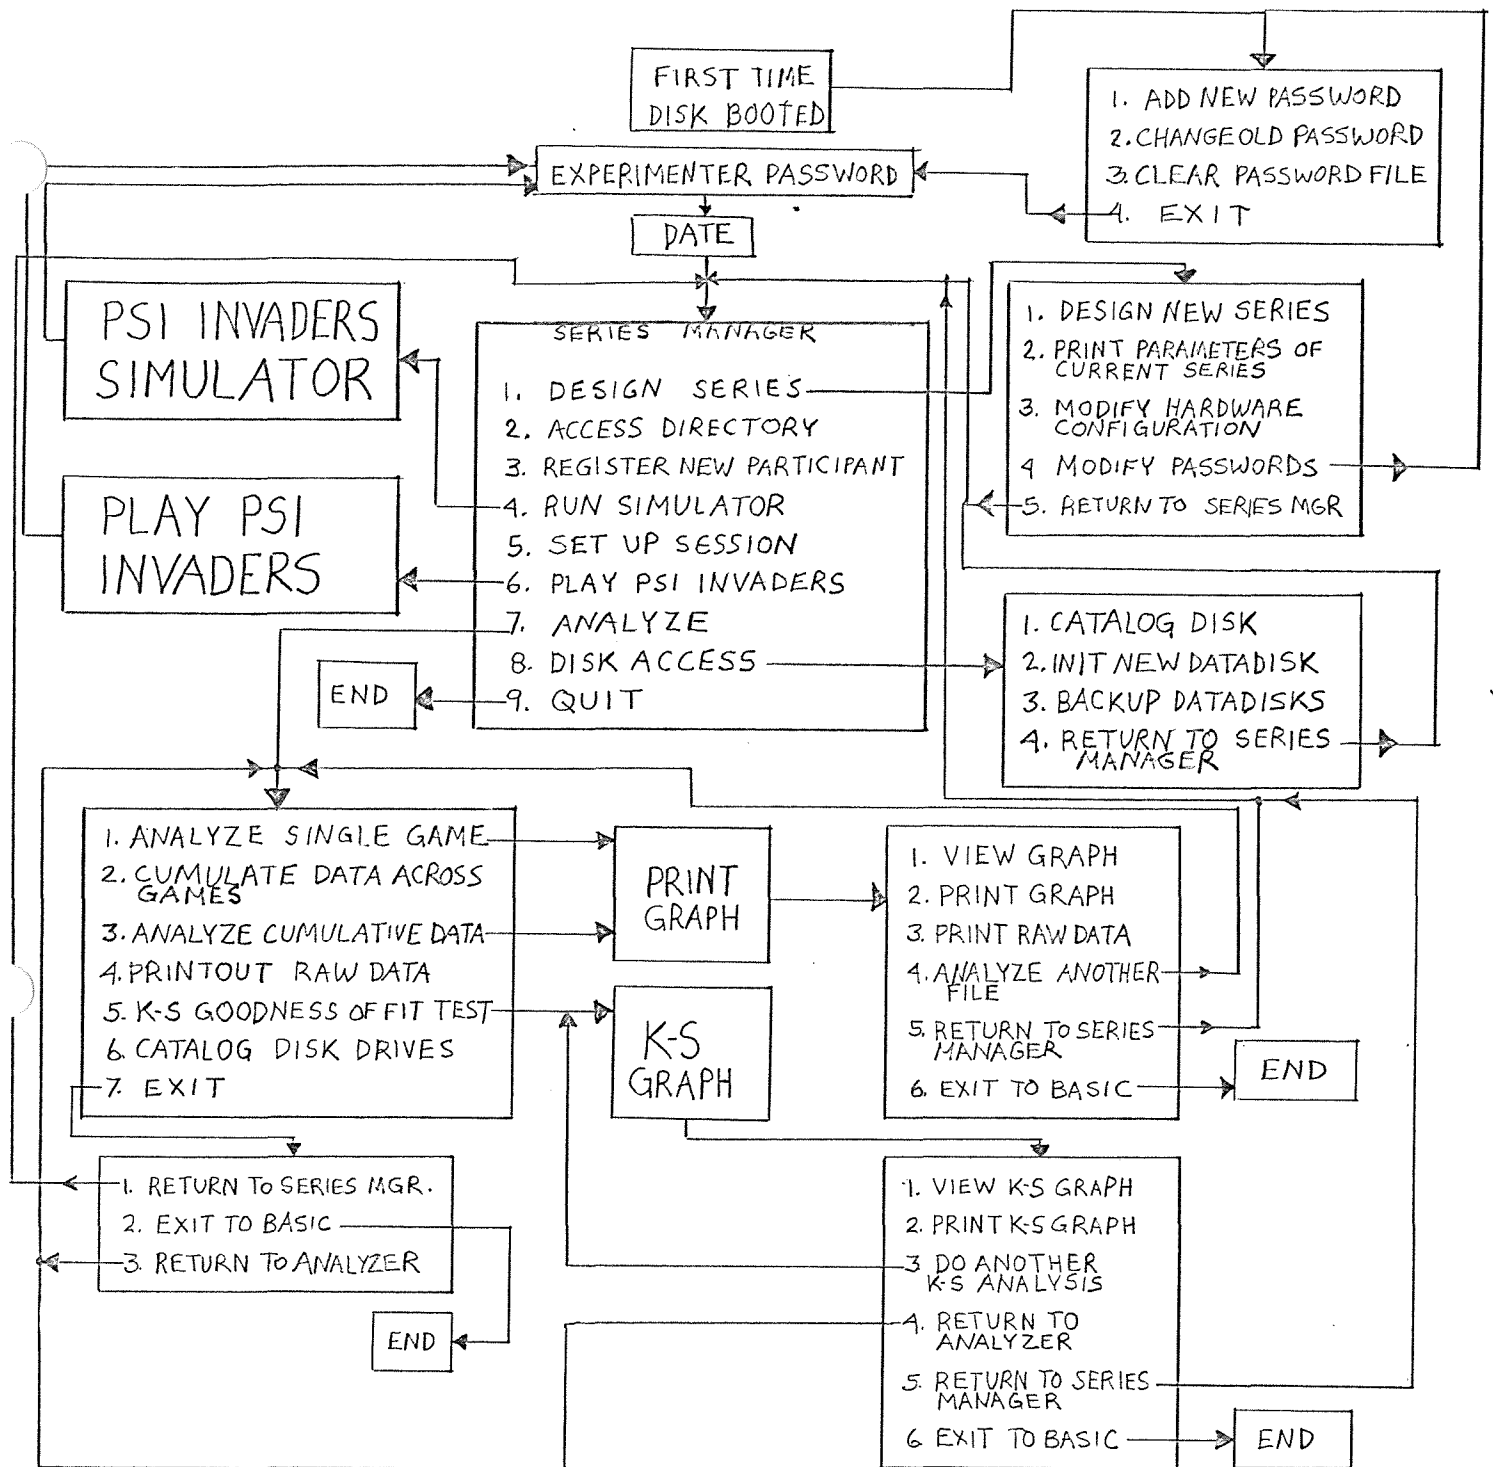 FIRST TIME
DISK BOOTED
1. ADD NEW PASSWORD
2. CHANGE OLD PASSWORD
3. CLEAR PASSWORD FILE
4. EXIT
EXPERIMENTER PASSWORD
DATE
PSI INVADERS
SIMULATOR
PLAY PSI
INVADERS
SERIES MANAGER
1. DESIGN SERIES
2. ACCESS DIRECTORY
3. REGISTER NEW PARTICIPANT
4. RUN SIMULATOR
5. SET UP SESSION
6. PLAY PSI INVADERS
7. ANALYZE
8. DISK ACCESS
9. QUIT
END
1. DESIGN NEW SERIES
2. PRINT PARAMETERS OF
CURRENT SERIES
3. MODIFY HARDWARE
CONFIGURATION
4 MODIFY PASSWORDS
5. RETURN TO SERIES MGR
1. CATALOG DISK
2. INIT NEW DATADISK
3. BACKUP DATADISKS
4. RETURN TO SERIES
MANAGER
1. ANALYZE SINGLE GAME
2. CUMULATE DATA ACROSS
GAMES
3. ANALYZE CUMULATIVE DATA
4. PRINTOUT RAW DATA
5. K-S GOODNESS OF FIT TEST
6. CATALOG DISK DRIVES
7. EXIT
PRINT
GRAPH
K-S
GRAPH
1. VIEW GRAPH
2. PRINT GRAPH
3. PRINT RAW DATA
4. ANALYZE ANOTHER
FILE
5. RETURN TO SERIES
MANAGER
6. EXIT TO BASIC
END
1. RETURN TO SERIES MGR.
2. EXIT TO BASIC
3. RETURN TO ANALYZER
END
1. VIEW K-S GRAPH
2. PRINT K-S GRAPH
3 DO ANOTHER
K-S ANALYSIS
4. RETURN TO
ANALYZER
5. RETURN TO SERIES
MANAGER
6 EXIT TO BASIC
END